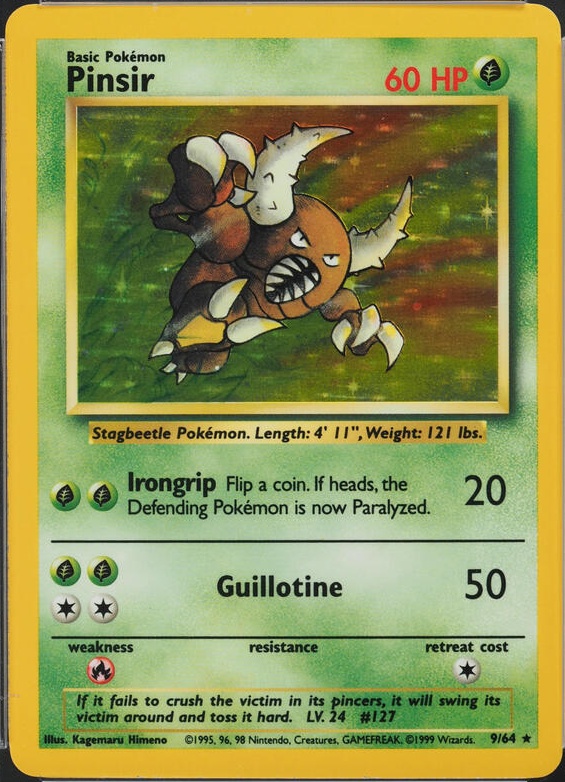 Basic Pokémon
Pinsir
60 HP
Stagbeetle Pokémon. Length: 4' 11", Weight: 121 lbs.
Irongrip Flip a coin. If heads, the
Defending Pokémon is now Paralyzed.
20
Guillotine
50
weakness
resistance
retreat cost
If it fails to crush the victim in its pincers, it will swing its
victim around and toss it hard. LV. 24 #127
Illus. Kagemaru Himeno ©1995, 96, 98 Nintendo, Creatures, GAMEFREAK. ©1999 Wizards. 9/64 ★